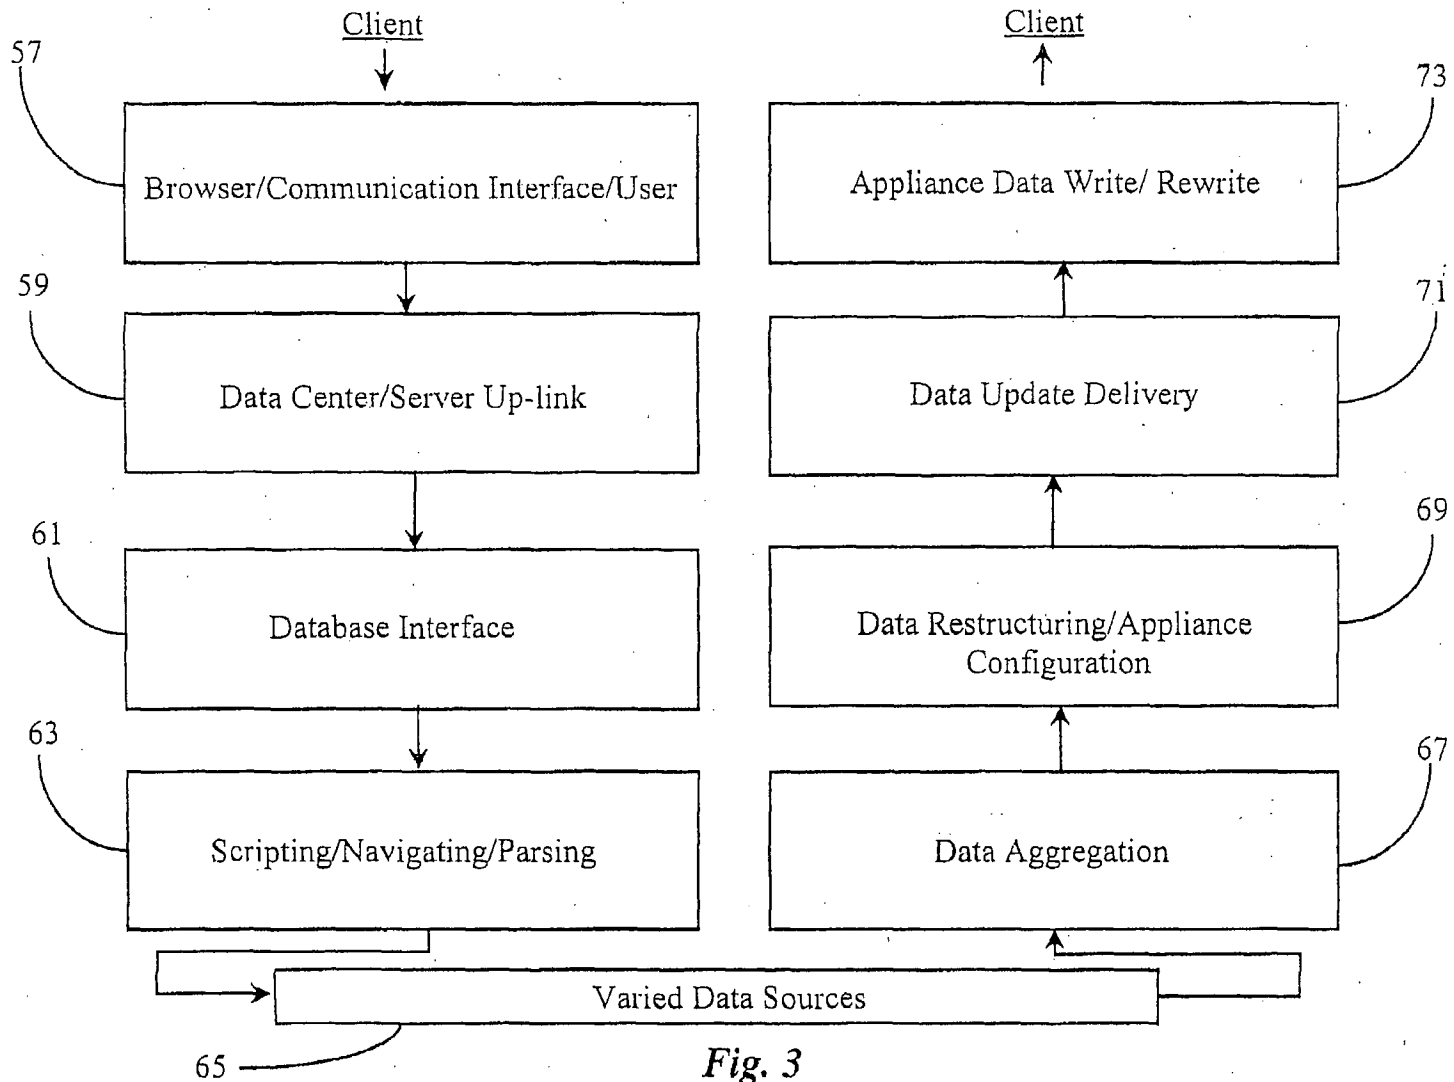 Client
57
Browser/Communication Interface/User
59
Data Center/Server Up-link
61
Database Interface
63
Scripting/Navigating/Parsing
Varied Data Sources
65
Client
73
Appliance Data Write/ Rewrite
71
Data Update Delivery
69
Data Restructuring/Appliance
Configuration
67
Data Aggregation
Fig. 3